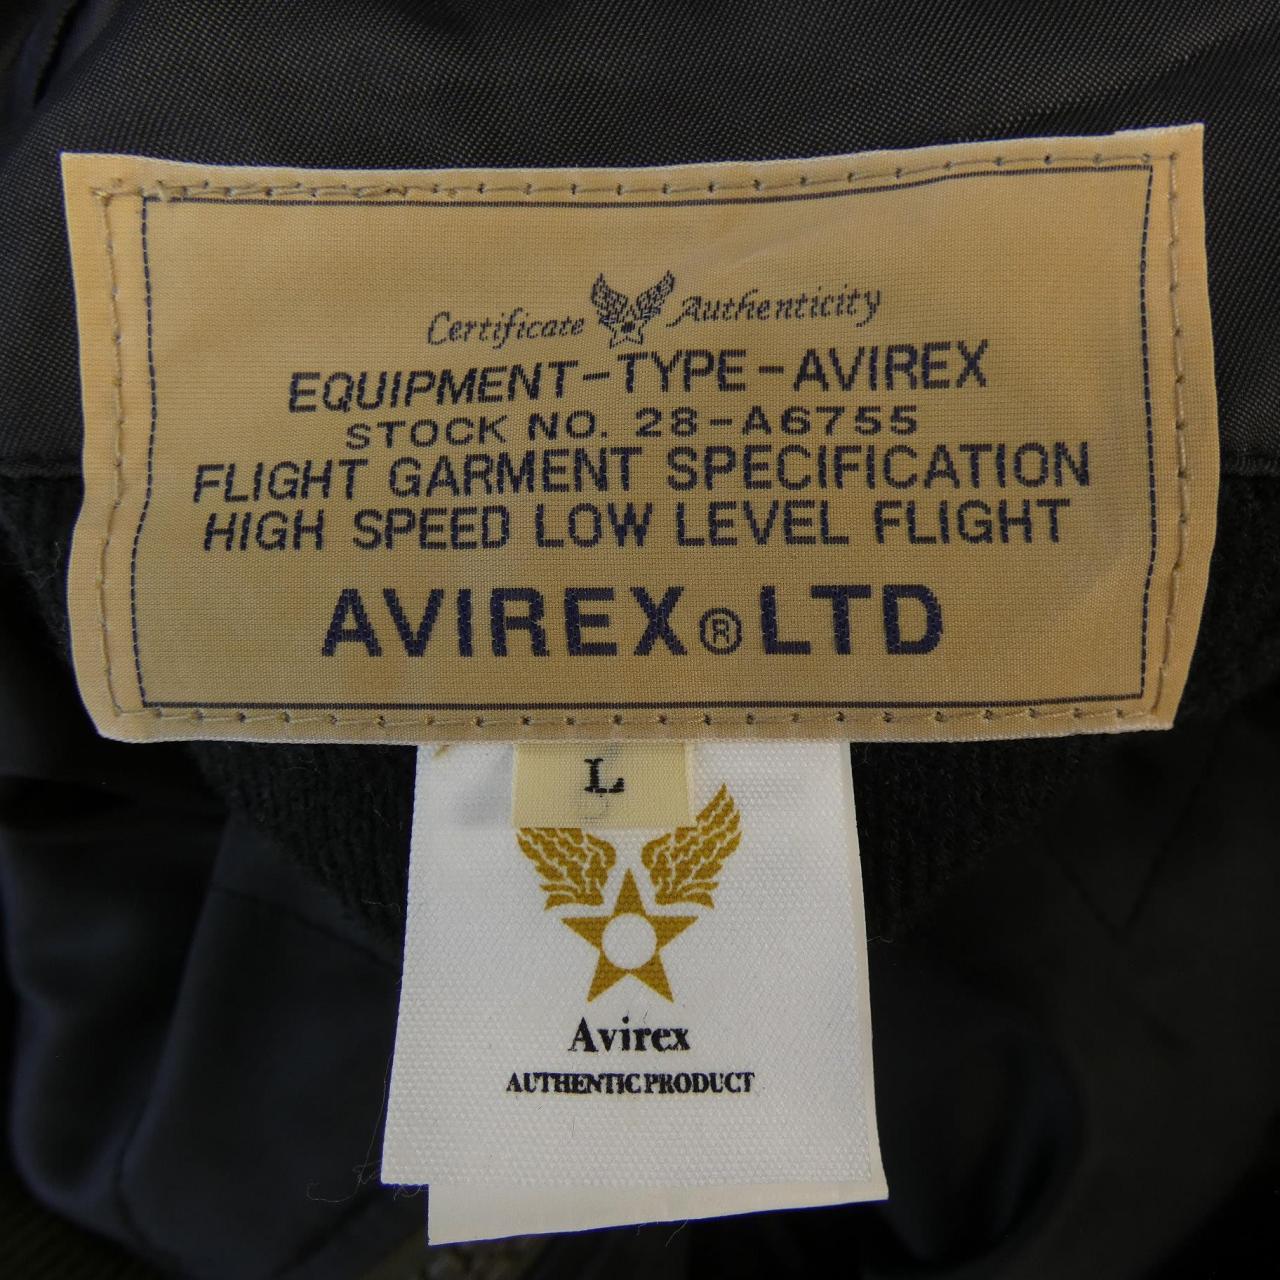 Certificate Authenticity
EQUIPMENT-TYPE-AVIREX
STOCK NO. 28-A6755
FLIGHT GARMENT SPECIFICATION
HIGH SPEED LOW LEVEL FLIGHT
AVIREX®LTD
L
Avirex
AUTHENTIC PRODUCT